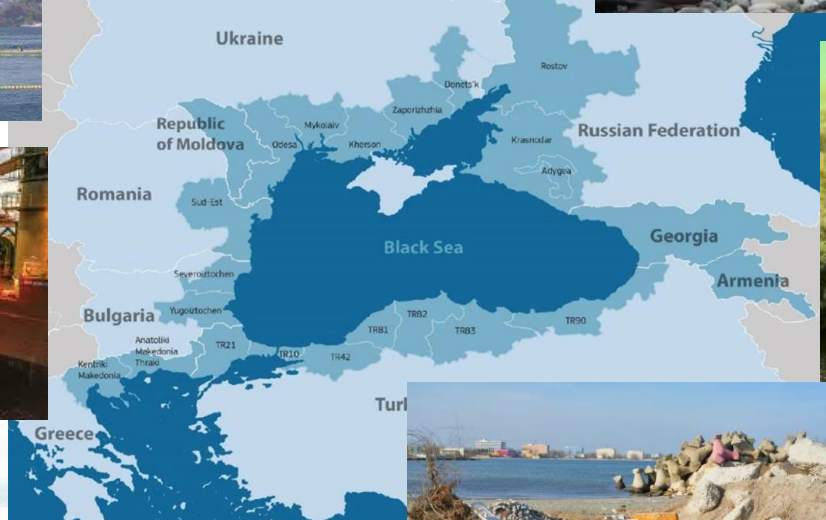 Ukraine
Rostov
Donets'k
Zaporizhzhia
Republic
of Moldova
Mykolaiv
Odesa
Kherson
Krasnodar
Russian Federation
Adygea
Romania
Sud-Est
Black Sea
Georgia
Severoiztochen
Armenia
Bulgaria
Yugoiztochen
TR82
TR90
TR81
TR83
Anatoliki
Makedonia
Thraki
TR21
TR10
TR42
Kentriki
Makedonia
Turl
Greece